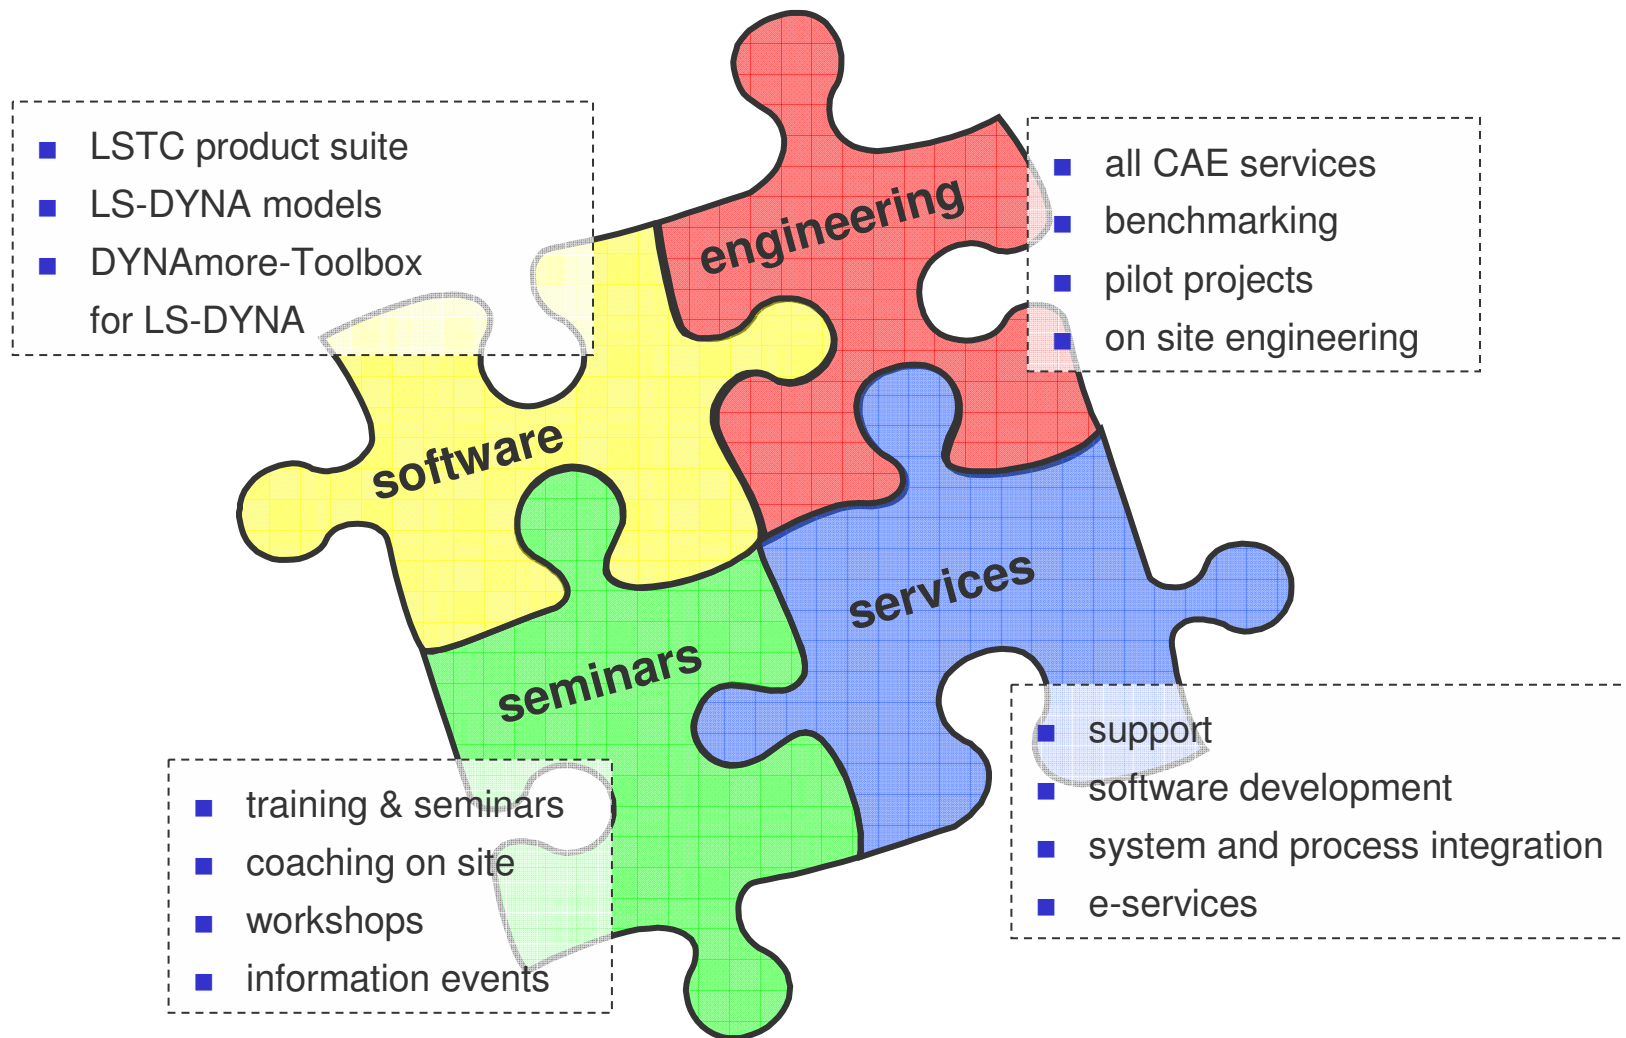 LSTC product suite
LS-DYNA models
DYNAmore-Toolbox
for LS-DYNA
engineering
all CAE services
benchmarking
pilot projects
on site engineering
software
services
seminars
training & seminars
coaching on site
workshops
information events
support
software development
system and process integration
e-services